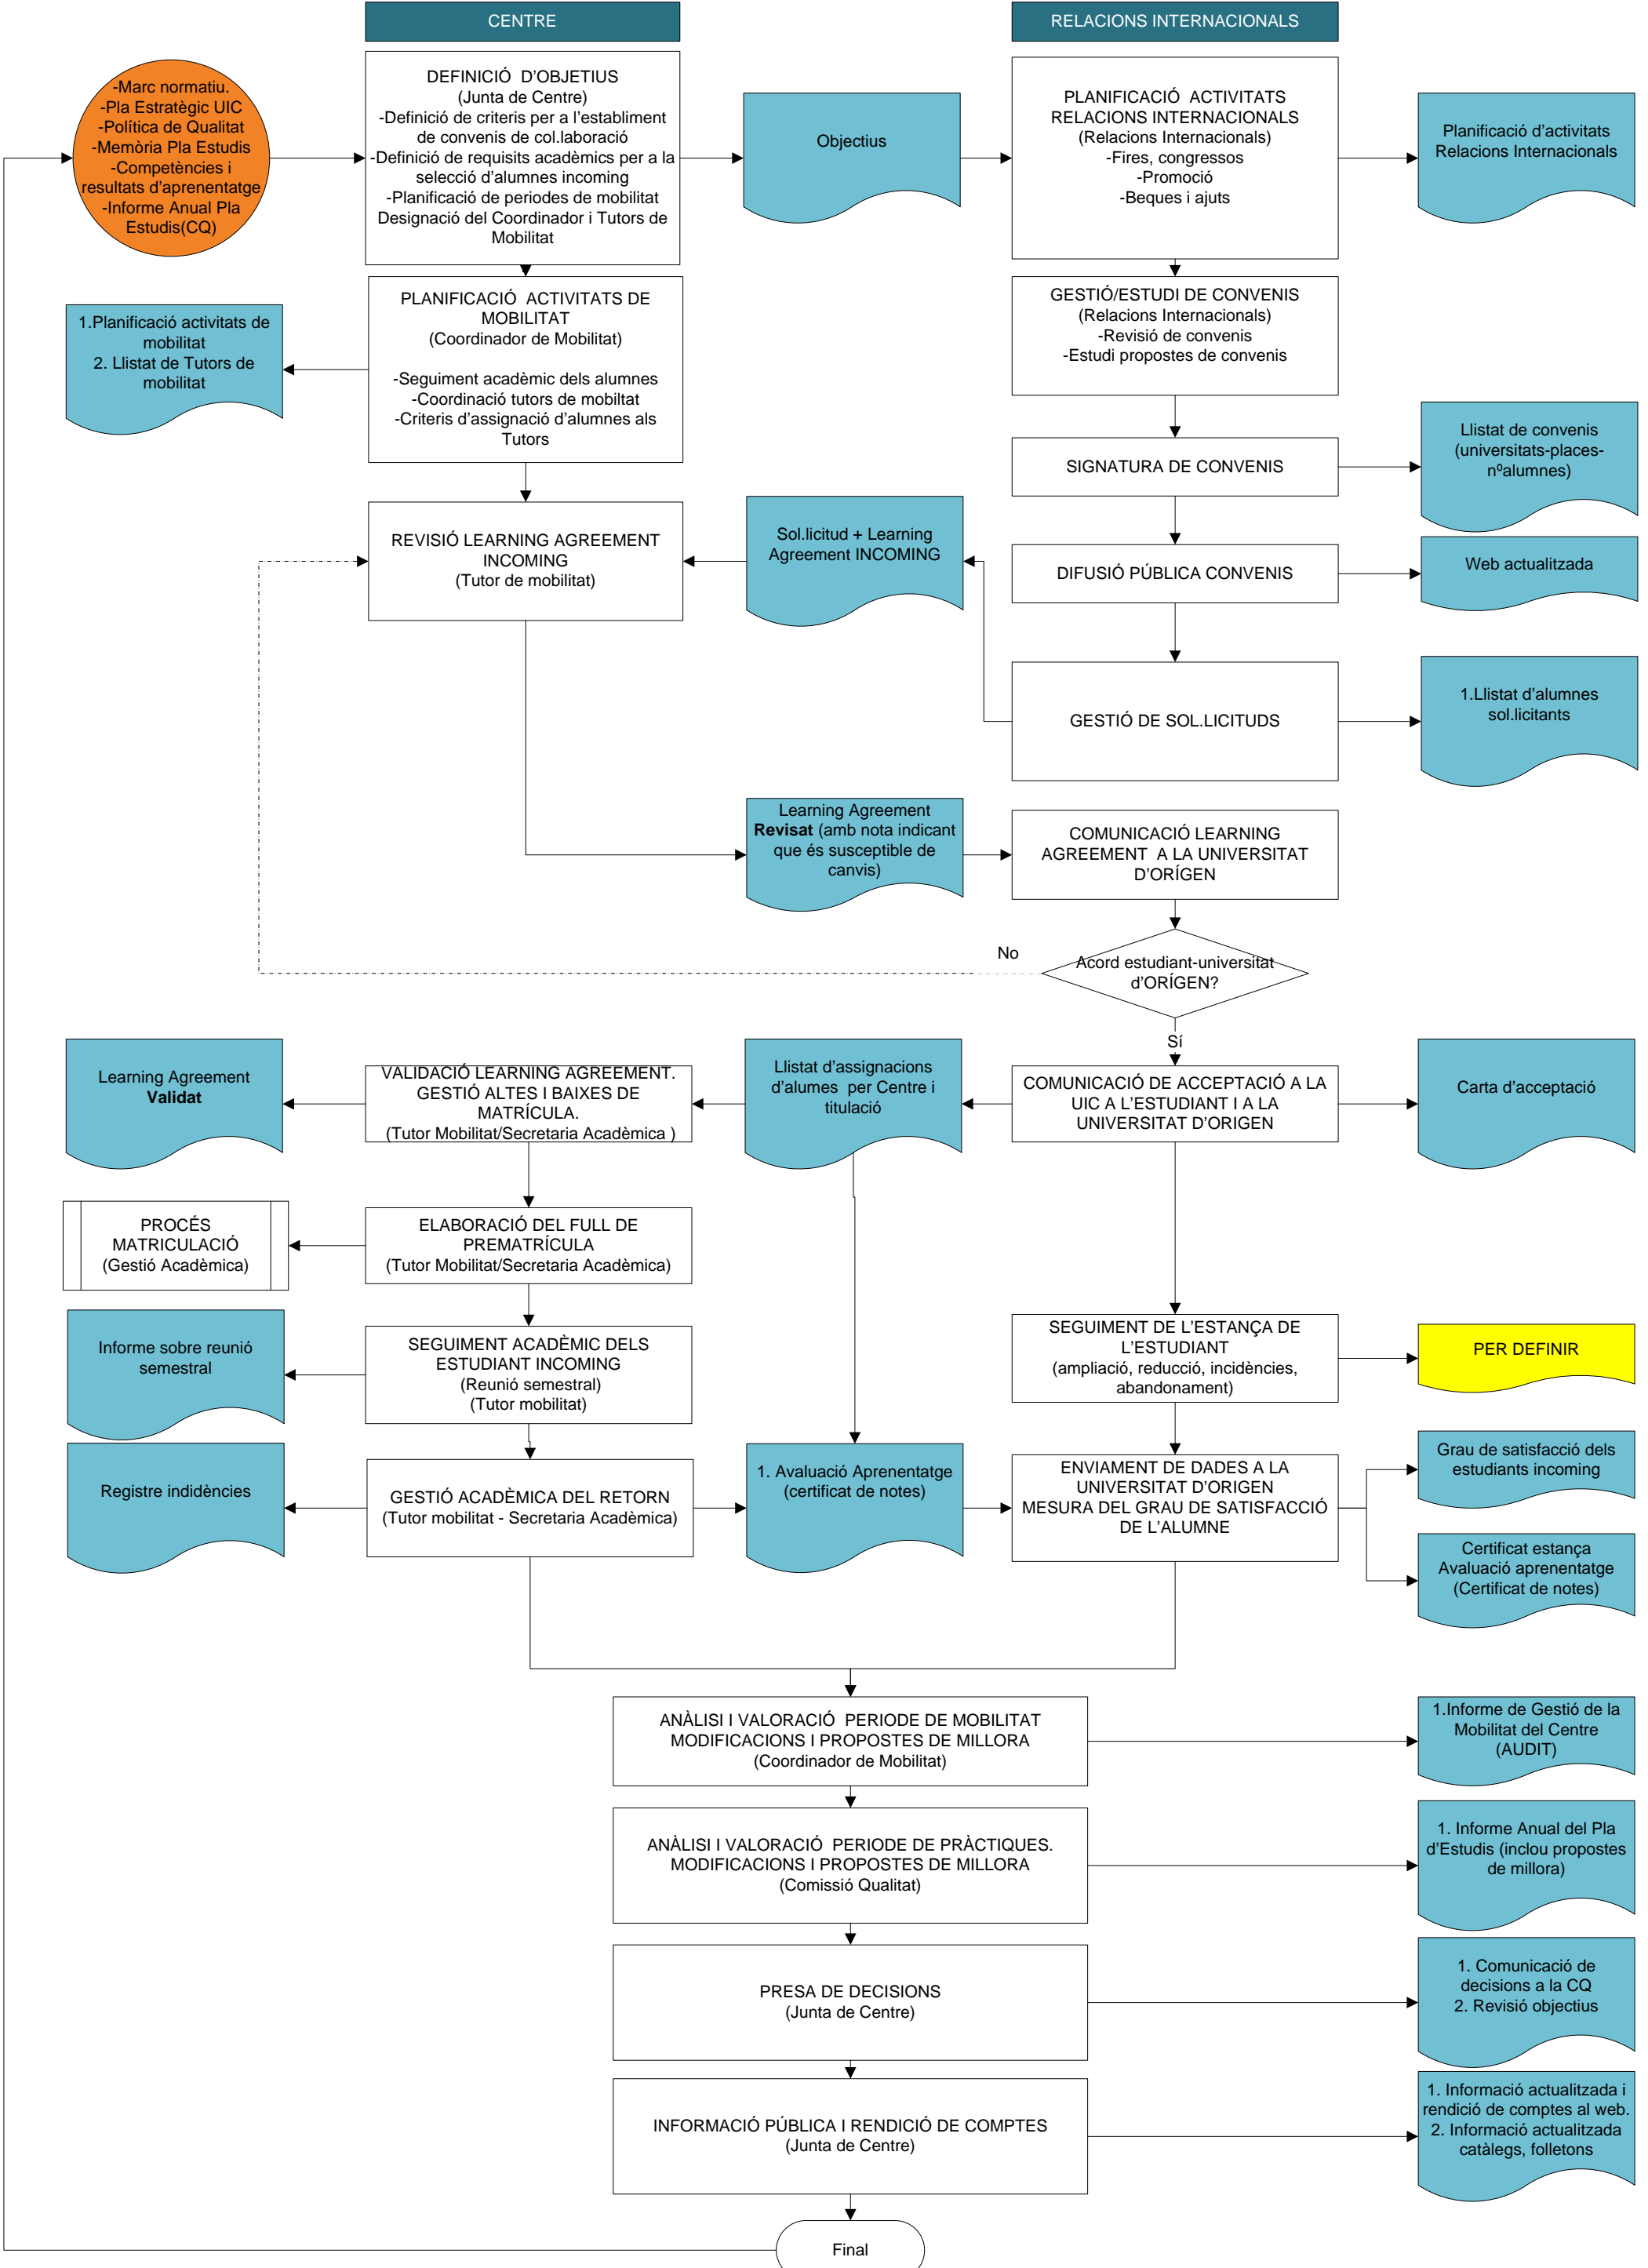 CENTRE
RELACIONS INTERNACIONALS
-Marc normatiu.
-Pla Estratègic UIC
-Política de Qualitat
-Memòria Pla Estudis
-Competències i
resultats d'aprenentatge
-Informe Anual Pla
Estudis(CQ)
DEFINICIÓ D'OBJETIUS
(Junta de Centre)
-Definició de criteris per a l'establiment
de convenis de col.laboració
-Definició de requisits acadèmics per a la
selecció d'alumnes incoming
-Planificació de periodes de mobilitat
Designació del Coordinador i Tutors de
Mobilitat
Objectius
PLANIFICACIÓ ACTIVITATS
RELACIONS INTERNACIONALS
(Relacions Internacionals)
-Fires, congressos
-Promoció
-Beques i ajuts
Planificació d'activitats
Relacions Internacionals
1.Planificació activitats de
mobilitat
2. Llistat de Tutors de
mobilitat
PLANIFICACIÓ ACTIVITATS DE
MOBILITAT
(Coordinador de Mobilitat)
-Seguiment acadèmic dels alumnes
-Coordinació tutors de mobiltat
-Criteris d'assignació d'alumnes als
Tutors
GESTIÓ/ESTUDI DE CONVENIS
(Relacions Internacionals)
-Revisió de convenis
-Estudi propostes de convenis
SIGNATURA DE CONVENIS
Llistat de convenis
(universitats-places-
nºalumnes)
REVISIÓ LEARNING AGREEMENT
INCOMING
(Tutor de mobilitat)
Sol.licitud + Learning
Agreement INCOMING
DIFUSIÓ PÚBLICA CONVENIS
Web actualitzada
GESTIÓ DE SOL.LICITUDS
1.Llistat d'alumnes
sol.licitants
Learning Agreement
Revisat (amb nota indicant
que és susceptible de
canvis)
COMUNICACIÓ LEARNING
AGREEMENT A LA UNIVERSITAT
D'ORÍGEN
No
Acord estudiant-universitat
d'ORÍGEN?
Sí
Learning Agreement
Validat
VALIDACIÓ LEARNING AGREEMENT.
GESTIÓ ALTES I BAIXES DE
MATRÍCULA.
(Tutor Mobilitat/Secretaria Acadèmica )
Llistat d'assignacions
d'alumes per Centre i
titulació
COMUNICACIÓ DE ACCEPTACIÓ A LA
UIC A L'ESTUDIANT I A LA
UNIVERSITAT D'ORIGEN
Carta d'acceptació
PROCÉS
MATRICULACIÓ
(Gestió Acadèmica)
ELABORACIÓ DEL FULL DE
PREMATRÍCULA
(Tutor Mobilitat/Secretaria Acadèmica)
Informe sobre reunió
semestral
SEGUIMENT ACADÈMIC DELS
ESTUDIANT INCOMING
(Reunió semestral)
(Tutor mobilitat)
SEGUIMENT DE L'ESTANÇA DE
L'ESTUDIANT
(ampliació, reducció, incidències,
abandonament)
PER DEFINIR
Registre indidències
GESTIÓ ACADÈMICA DEL RETORN
(Tutor mobilitat - Secretaria Acadèmica)
1. Avaluació Aprenentatge
(certificat de notes)
ENVIAMENT DE DADES A LA
UNIVERSITAT D'ORIGEN
MESURA DEL GRAU DE SATISFACCIÓ
DE L'ALUMNE
Grau de satisfacció dels
estudiants incoming
Certificat estança
Avaluació aprenentatge
(Certificat de notes)
ANÀLISI I VALORACIÓ PERIODE DE MOBILITAT
MODIFICACIONS I PROPOSTES DE MILLORA
(Coordinador de Mobilitat)
1.Informe de Gestió de la
Mobilitat del Centre
(AUDIT)
ANÀLISI I VALORACIÓ PERIODE DE PRÀCTIQUES.
MODIFICACIONS I PROPOSTES DE MILLORA
(Comissió Qualitat)
1. Informe Anual del Pla
d'Estudis (inclou propostes
de millora)
PRESA DE DECISIONS
(Junta de Centre)
1. Comunicació de
decisions a la CQ
2. Revisió objectius
INFORMACIÓ PÚBLICA I RENDICIÓ DE COMPTES
(Junta de Centre)
1. Informació actualitzada i
rendició de comptes al web.
2. Informació actualitzada
catàlegs, folletons
Final